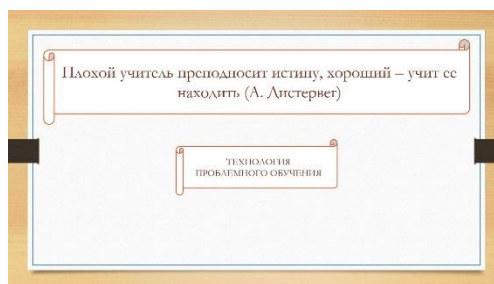 Плохой учитель преподносит истину, хороший – учит ее
находить (А. Дистервег)
ТЕХНОЛОГИЯ
ПРОБЛЕМНОГО ОБУЧЕНИЯ